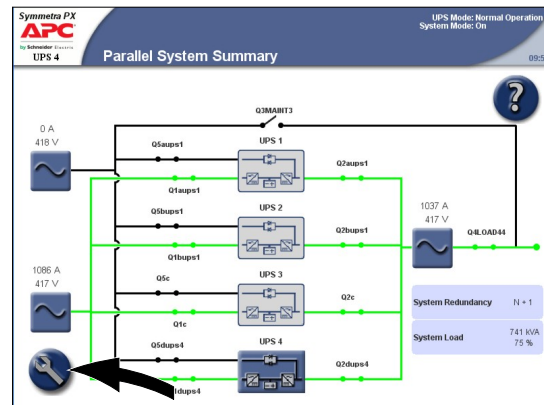 Symmetra PX
APC
by Schneider Electric
UPS 4
Parallel System Summary
UPS Mode: Normal Operation
System Mode: On
09:5
?
Q3MAINT3
0 A
418 V
Q5aups1
UPS 1
Q2aups1
Q1aups1
Q5bups1
UPS 2
Q2bups1
Q1bups1
1037 A
417 V
Q4LOAD44
1086 A
417 V
Q5c
UPS 3
Q2c
Q1c
System Redundancy N + 1
System Load 741 kVA
75 %
Q5dups4
UPS 4
Q2dups4
1dups4